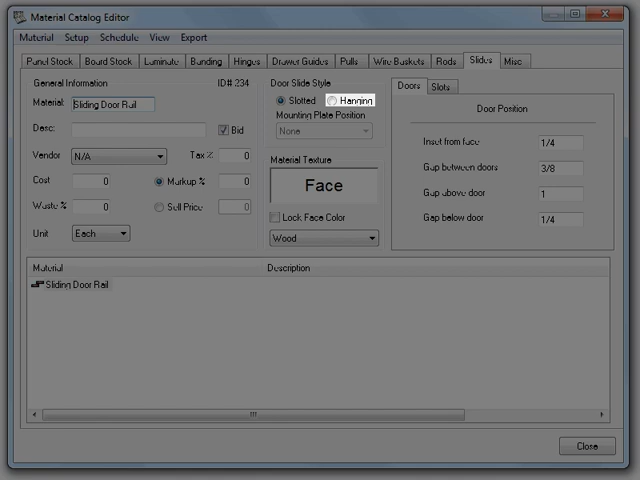 Material Catalog Editor
Material Setup Schedule View Export
Panel Stock Board Stock Laminate Banding Hinges Drawer Guides Pulls Wire Baskets Rods Slides Misc
General Information ID# 234
Material: Sliding Door Rail
Desc: Bid
Vendor N/A Tax % 0
Cost 0 Markup % 0
Waste % 0 Sell Price 0
Unit Each
Door Slide Style
Slotted Hanging
Mounting Plate Position
None
Material Texture
Face
Lock Face Color
Wood
Doors Slots
Door Position
Inset from face 1/4
Gap between doors 3/8
Gap above door 1
Gap below door 1/4
Material Description
Sliding Door Rail
Close